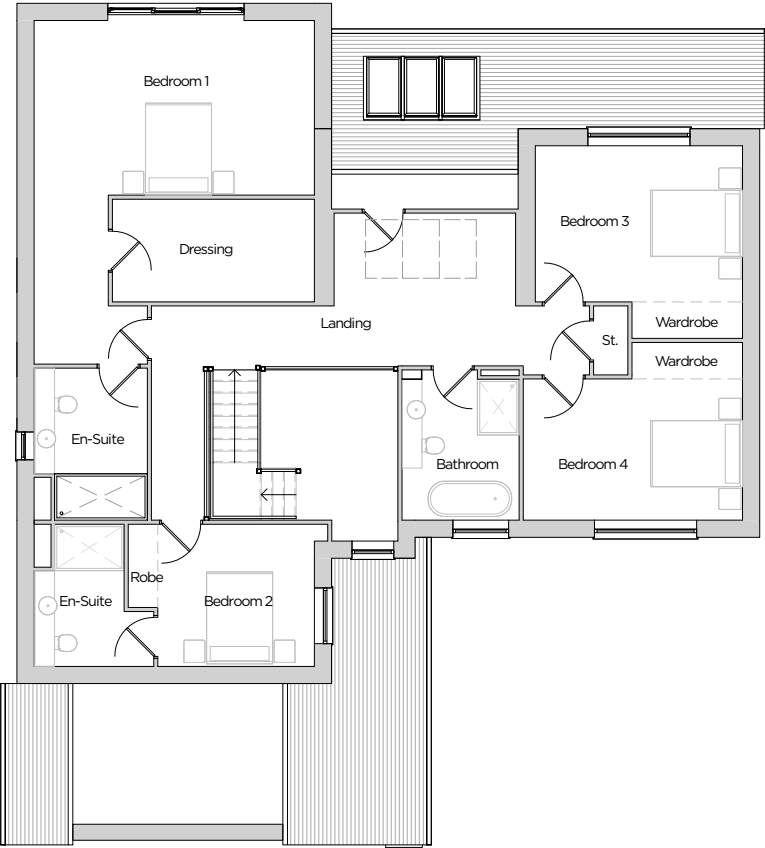 Bedroom 1
Bedroom 3
Dressing
Landing
Wardrobe
St.
Wardrobe
En-Suite
Bathroom
Bedroom 4
Robe
En-Suite
Bedroom 2